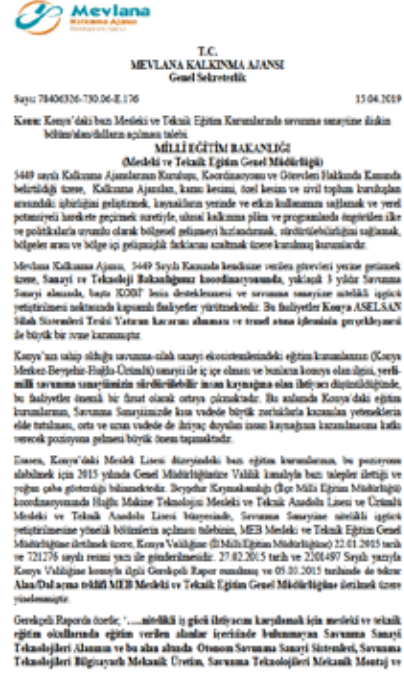 Mevlana
Kalkınma Ajansı
T.C.
MEVLANA KALKINMA AJANSI
Genel Sekreterlik
Sayı: 78406326-730.06-E.176 15.04.2019
Konu: Konya'daki bazı Mesleki ve Teknik Eğitim Kurumlarında savunma sanayine ilişkin
bölüm/alan/dalların açılması talebi.
MİLLİ EĞİTİM BAKANLIĞI
(Mesleki ve Teknik Eğitim Genel Müdürlüğü)
5449 sayılı Kalkınma Ajanslarının Kuruluşu, Koordinasyonu ve Görevleri Hakkında Kanunda
belirtildiği üzere, Kalkınma Ajansları, kamu kesimi, özel kesim ve sivil toplum kuruluşları
arasındaki işbirliğini geliştirmek, kaynakların yerinde ve etkin kullanımını sağlamak ve yerel
potansiyeli harekete geçirmek suretiyle, ulusal kalkınma plânı ve programlarda öngörülen ilke
ve politikalarla uyumlu olarak bölgesel gelişmeyi hızlandırmak, sürdürülebilirliğini sağlamak,
bölgeler arası ve bölge içi gelişmişlik farklarını azaltmak üzere kurulmuş kurumlardır.
Mevlana Kalkınma Ajansı, 5449 Sayılı Kanunda kendisine verilen görevleri yerine getirmek
üzere, Sanayi ve Teknoloji Bakanlığımız koordinasyonunda, yaklaşık 3 yıldır Savunma
Sanayi alanında, başta KOBİ' lerin desteklenmesi ve savunma sanayine nitelikli işgücü
yetiştirilmesi noktasında kapsamlı faaliyetler yürütmektedir. Bu faaliyetler Konya ASELSAN
Silah Sistemleri Tesisi Yatırım kararının alınması ve temel atma işleminin gerçekleşmesi
ile büyük bir ivme kazanmıştır.
Konya'nın sahip olduğu savunma-silah sanayi ekosistemlerindeki eğitim kurumlarının (Konya
Merkez-Beyşehir-Huğlu-Üzümlü) sanayi ile iç içe olması ve bunların konuya olan ilgisi, yerli-
milli savunma sanayimizin sürdürülebilir insan kaynağına olan ihtiyacı düşünüldüğünde,
bu faaliyetler önemli bir fırsat olarak ortaya çıkmaktadır. Bu anlamda Konya'daki eğitim
kurumlarının, Savunma Sanayimizde kısa vadede büyük zorluklarla kazanılan yeteneklerin
elde tutulması, orta ve uzun vadede de ihtiyaç duyulan insan kaynağının kazanılmasına katkı
verecek pozisyona gelmesi büyük önem taşımaktadır.
Esasen, Konya'daki Meslek Lisesi düzeyindeki bazı eğitim kurumlarının, bu pozisyonu
alabilmek için 2015 yılında Genel Müdürlüğünüze Valilik kanalıyla bazı talepler ilettiği ve
yoğun çaba gösterdiği bilinmektedir. Beyşehir Kaymakamlığı (İlçe Milli Eğitim Müdürlüğü)
koordinasyonunda Huğlu Makine Teknolojisi Mesleki ve Teknik Anadolu Lisesi ve Üzümlü
Mesleki ve Teknik Anadolu Lisesi bünyesinde, Savunma Sanayine nitelikli işgücü
yetiştirilmesine yönelik bölümlerin açılması talebinin, MEB Mesleki ve Teknik Eğitim Genel
Müdürlüğüne iletilmek üzere, Konya Valiliğine (İl Milli Eğitim Müdürlüğüne) 22.01.2015 tarih
ve 721276 sayılı resmi yazı ile gönderilmesidir. 27.02.2015 tarih ve 2201497 Sayılı yazıyla
Konya Valiliğine konuyla ilgili Gerekçeli Rapor sunulmuş ve 05.10.2015 tarihinde de tekrar
Alan/Dal açma teklifi MEB Mesleki ve Teknik Eğitim Genel Müdürlüğüne iletilmek üzere
yinelenmiştir.
Gerekçeli Raporda özetle; '.....nitelikli iş gücü ihtiyacını karşılamak için mesleki ve teknik
eğitim okullarında eğitim verilen alanlar içerisinde bulunmayan Savunma Sanayi
Teknolojileri Alanının ve bu alan altında Otonom Savunma Sanayi Sistemleri, Savunma
Teknolojileri Bilgisayarlı Mekanik Üretim, Savunma Teknolojileri Mekanik Montaj ve